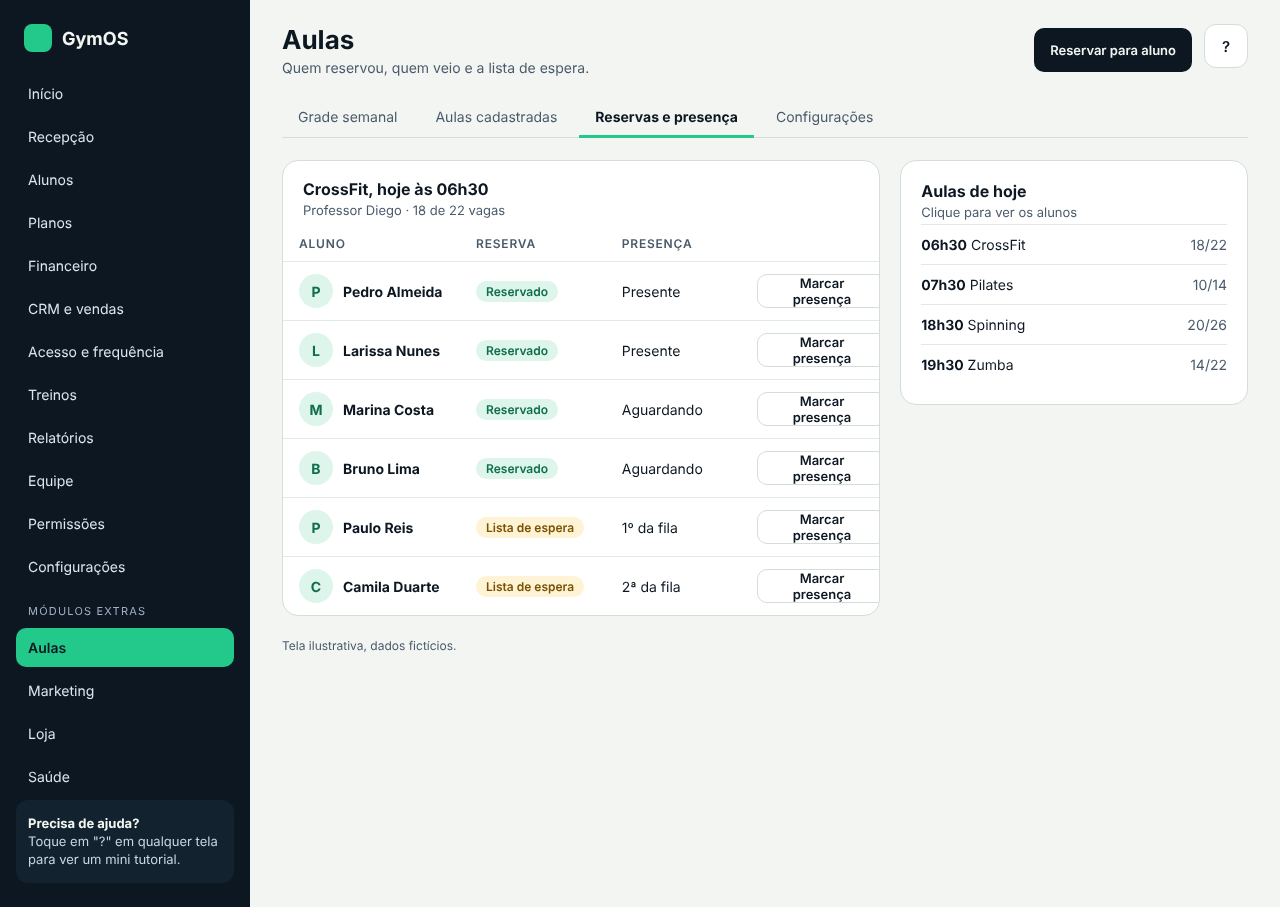 GymOS
Início
Recepção
Alunos
Planos
Financeiro
CRM e vendas
Acesso e frequência
Treinos
Relatórios
Equipe
Permissões
Configurações
MÓDULOS EXTRAS
Aulas
Marketing
Loja
Saúde
Precisa de ajuda?
Toque em "?" em qualquer tela
para ver um mini tutorial.
Aulas
Quem reservou, quem veio e a lista de espera.
Reservar para aluno
?
Grade semanal Aulas cadastradas Reservas e presença Configurações
CrossFit, hoje às 06h30
Professor Diego · 18 de 22 vagas
ALUNO RESERVA PRESENÇA
P Pedro Almeida Reservado Presente Marcar
presença
L Larissa Nunes Reservado Presente Marcar
presença
M Marina Costa Reservado Aguardando Marcar
presença
B Bruno Lima Reservado Aguardando Marcar
presença
P Paulo Reis Lista de espera 1º da fila Marcar
presença
C Camila Duarte Lista de espera 2ª da fila Marcar
presença
Aulas de hoje
Clique para ver os alunos
06h30 CrossFit 18/22
07h30 Pilates 10/14
18h30 Spinning 20/26
19h30 Zumba 14/22
Tela ilustrativa, dados fictícios.